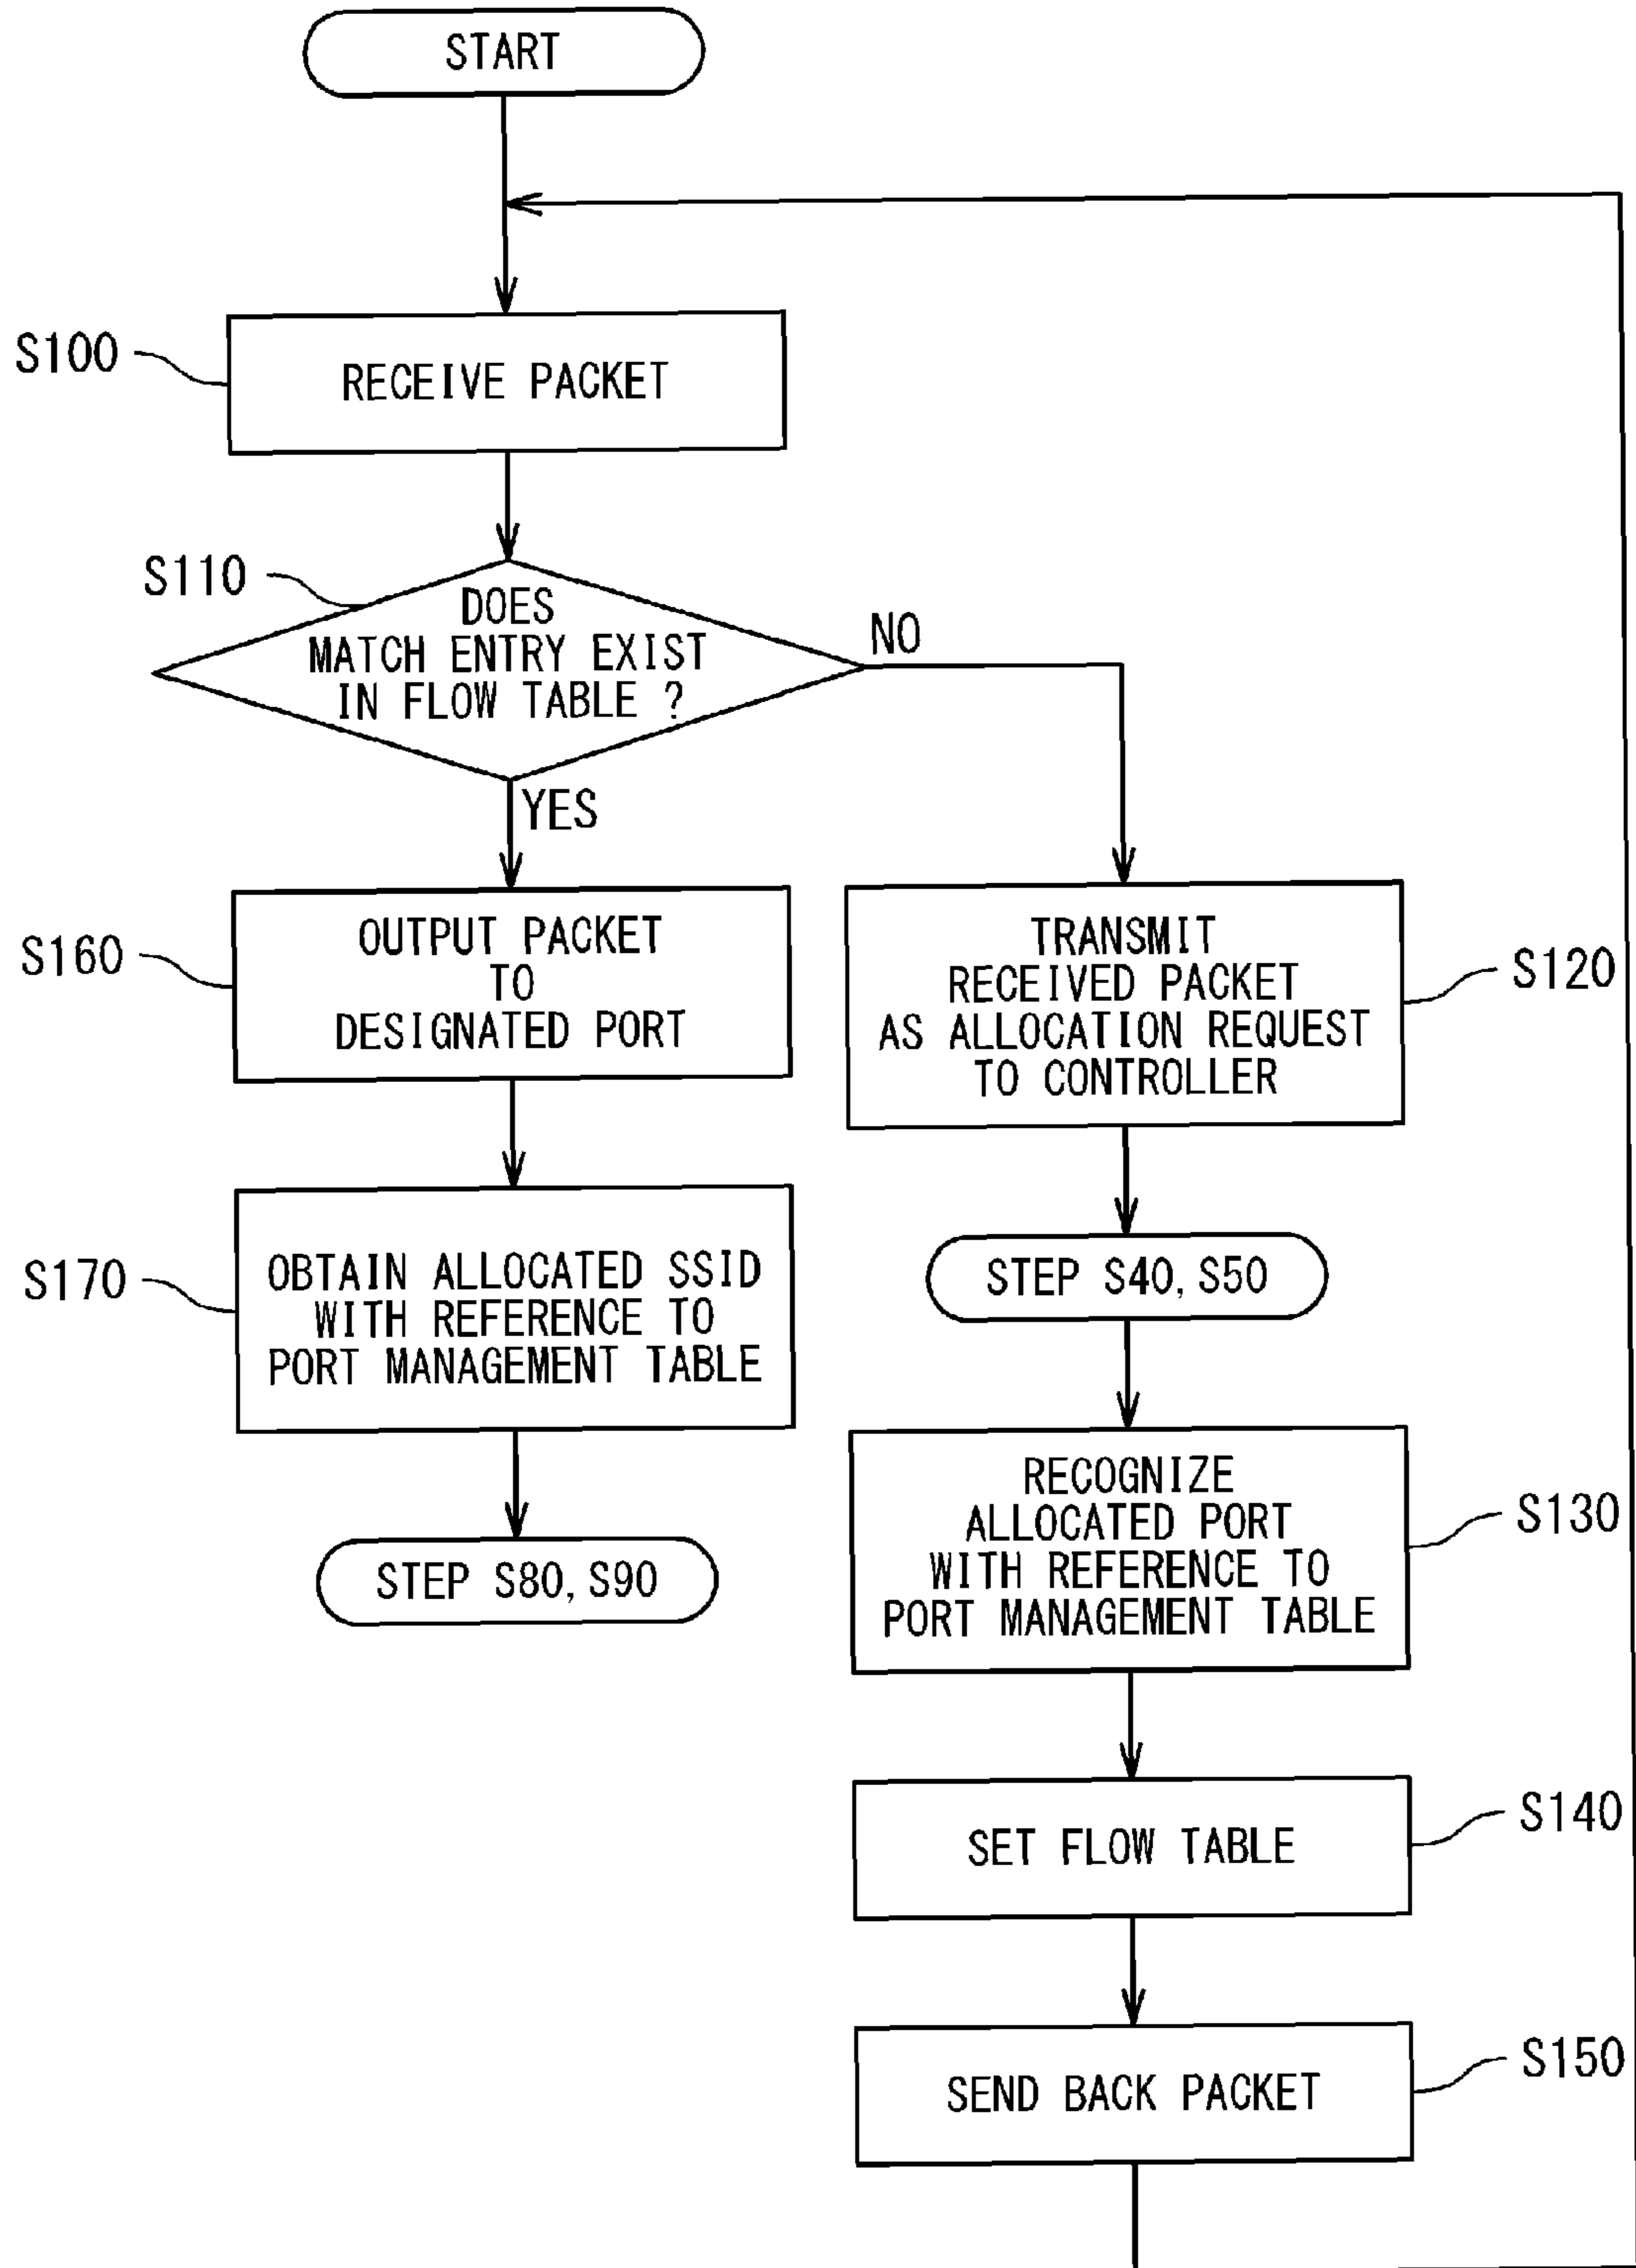 START
S100
RECEIVE PACKET
S110
DOES
MATCH ENTRY EXIST
IN FLOW TABLE ?
NO
YES
S160
OUTPUT PACKET
TO
DESIGNATED PORT
TRANSMIT
RECEIVED PACKET
AS ALLOCATION REQUEST
TO CONTROLLER
S120
S170
OBTAIN ALLOCATED SSID
WITH REFERENCE TO
PORT MANAGEMENT TABLE
STEP S40, S50
STEP S80, S90
RECOGNIZE
ALLOCATED PORT
WITH REFERENCE TO
PORT MANAGEMENT TABLE
S130
SET FLOW TABLE
S140
SEND BACK PACKET
S150